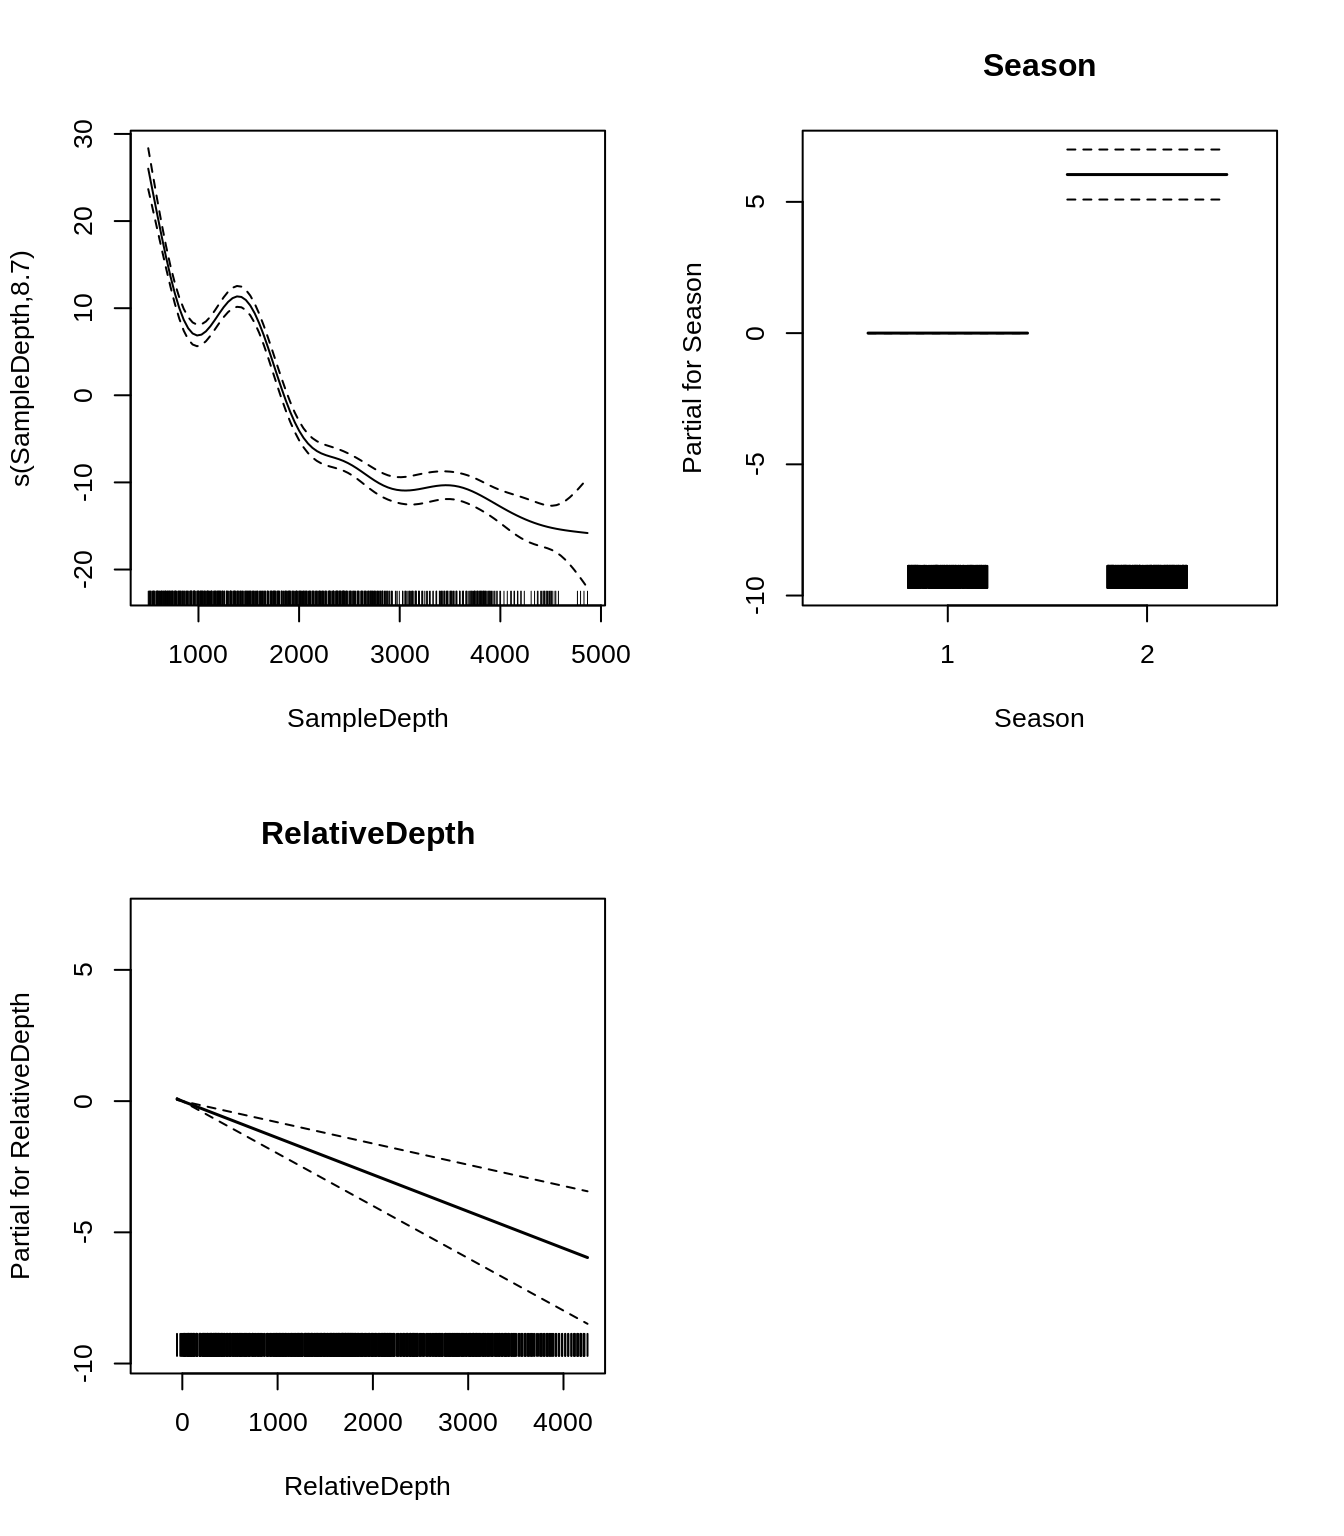 s(SampleDepth,8.7)
30
20
10
0
-10
-20
1000 2000 3000 4000 5000
SampleDepth
Season
Partial for Season
5
0
-5
-10
1 2
Season
RelativeDepth
Partial for RelativeDepth
5
0
-5
-10
0 1000 2000 3000 4000
RelativeDepth